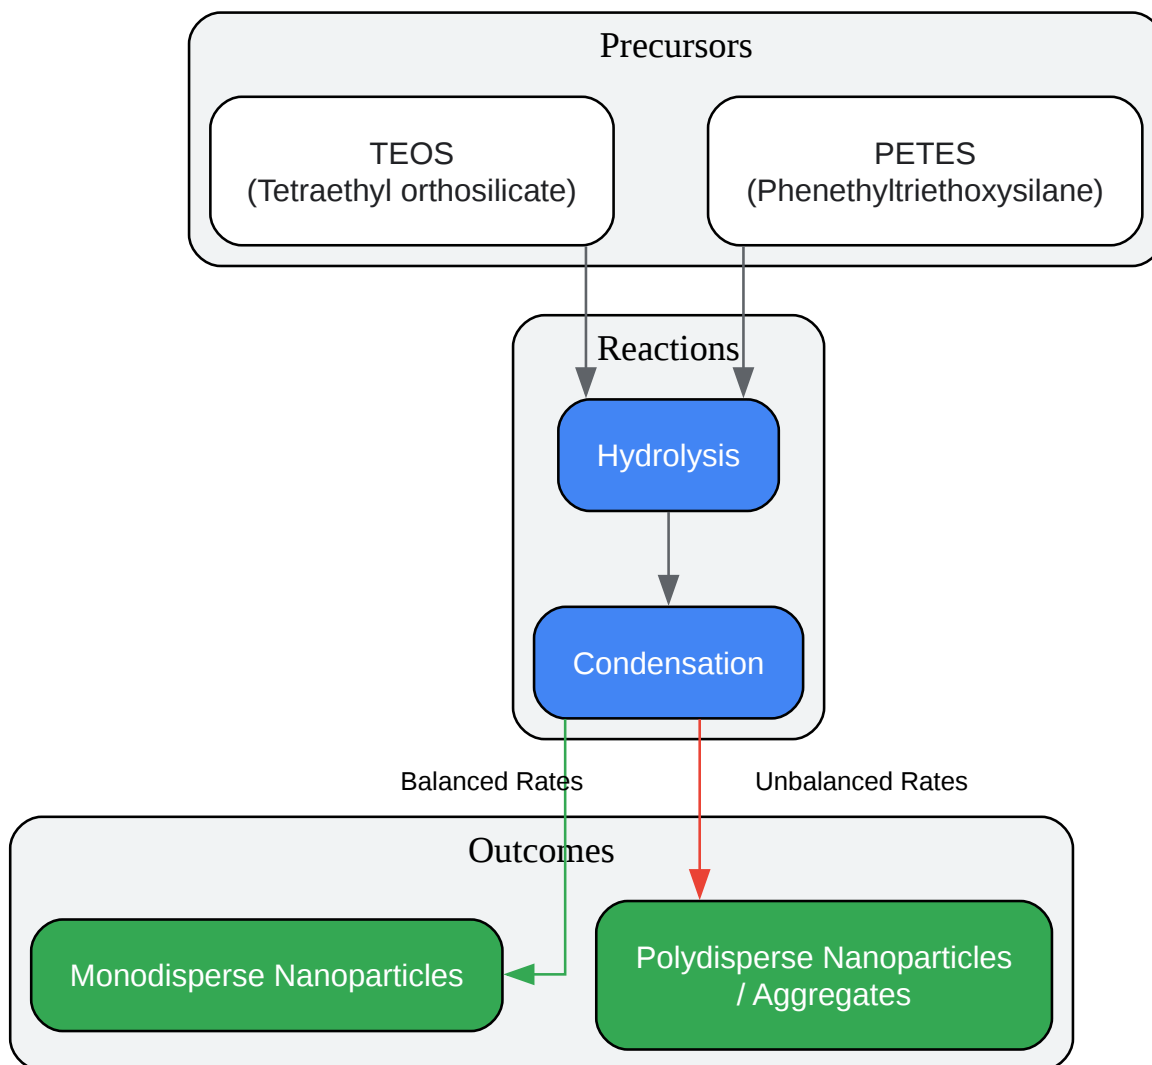 Precursors
TEOS
(Tetraethyl orthosilicate)
PETES
(Phenethyltriethoxysilane)
Reactions
Hydrolysis
Condensation
Balanced Rates
Unbalanced Rates
Outcomes
Monodisperse Nanoparticles
Polydisperse Nanoparticles
/ Aggregates